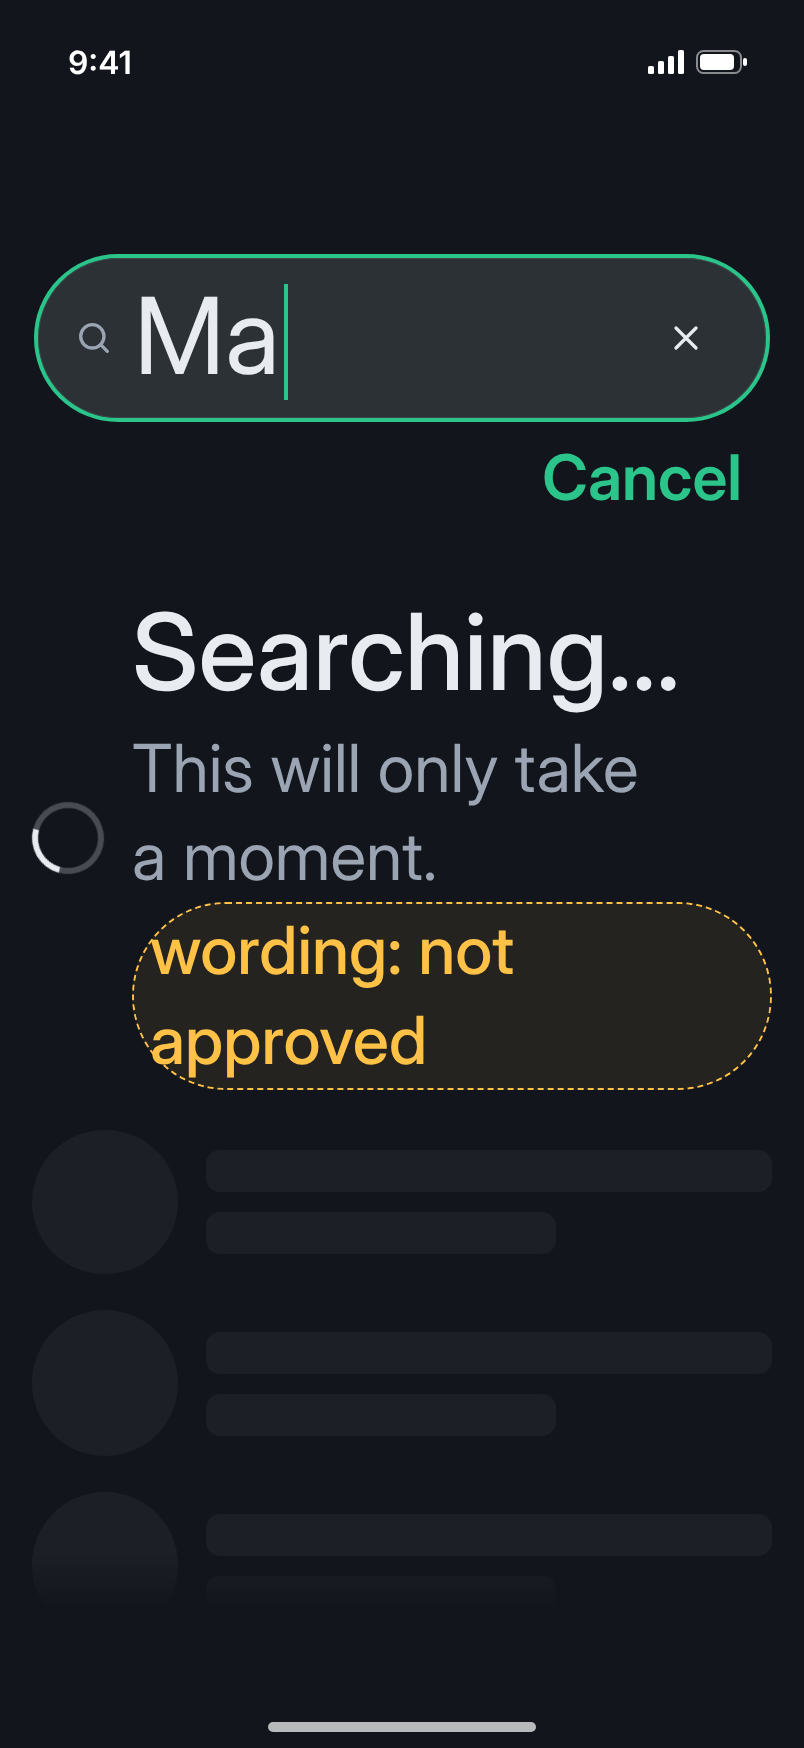 9:41
Ma
Cancel
Searching...
This will only take
a moment.
wording: not
approved